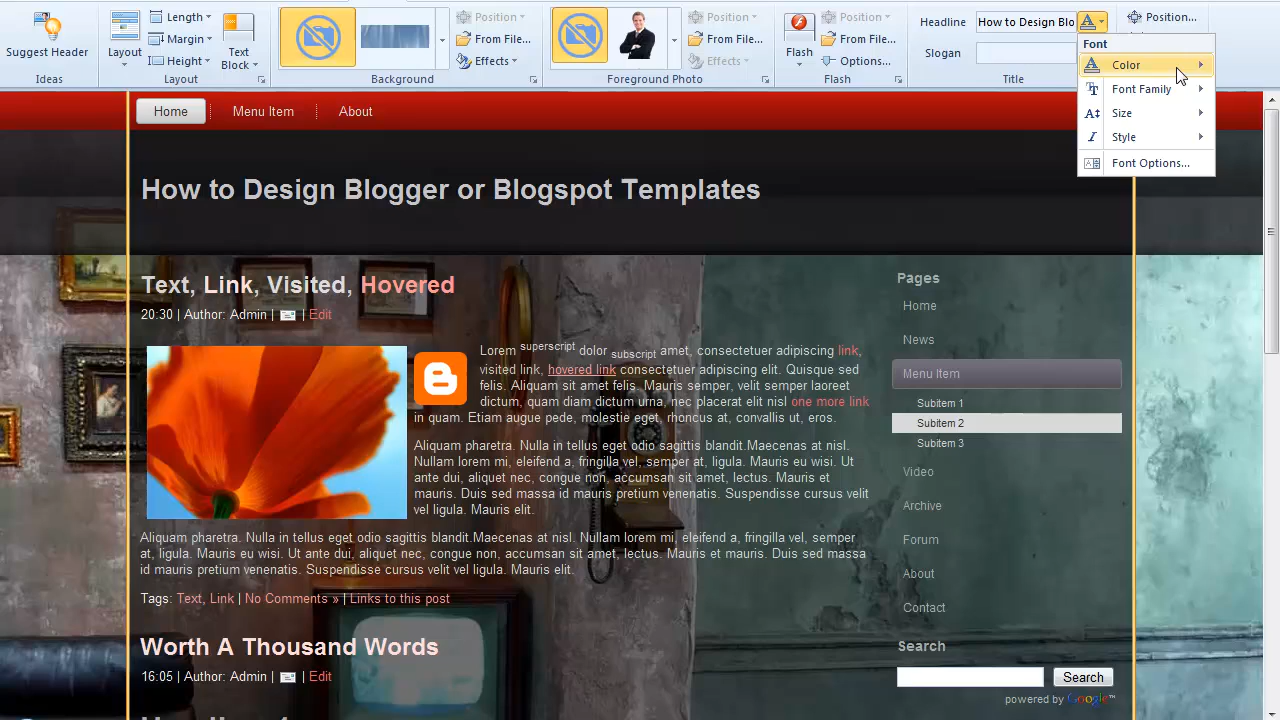 Suggest Header
Ideas
Layout
Length
Margin
Height
Text
Block
Layout
Position
From File...
Effects
Background
Position
From File...
Effects
Foreground Photo
Flash
Position
From File...
Options...
Flash
Headline
How to Design Blo
Slogan
Title
Position...
Font
Color
Font Family
Size
Style
Font Options...
Home
Menu Item
About
How to Design Blogger or Blogspot Templates
Text, Link, Visited, Hovered
20:30 | Author: Admin | | Edit
Lorem superscript dolor subscript amet, consectetuer adipiscing link,
visited link, hovered link consectetuer adipiscing elit. Quisque sed
felis. Aliquam sit amet felis. Mauris semper, velit semper laoreet
dictum, quam diam dictum urna, nec placerat elit nisl one more link
in quam. Etiam augue pede, molestie eget, rhoncus at, convallis ut, eros.
Aliquam pharetra. Nulla in tellus eget odio sagittis blandit.Maecenas at nisl.
Nullam lorem mi, eleifend a, fringilla vel, semper at, ligula. Mauris eu wisi. Ut
ante dui, aliquet nec, congue non, accumsan sit amet, lectus. Mauris et
mauris. Duis sed massa id mauris pretium venenatis. Suspendisse cursus velit
vel ligula. Mauris elit.
Aliquam pharetra. Nulla in tellus eget odio sagittis blandit.Maecenas at nisl. Nullam lorem mi, eleifend a, fringilla vel, semper
at, ligula. Mauris eu wisi. Ut ante dui, aliquet nec, congue non, accumsan sit amet, lectus. Mauris et mauris. Duis sed massa
id mauris pretium venenatis. Suspendisse cursus velit vel ligula. Mauris elit.
Tags: Text, Link | No Comments » | Links to this post
Worth A Thousand Words
16:05 | Author: Admin | | Edit
Pages
Home
News
Menu Item
Subitem 1
Subitem 2
Subitem 3
Video
Archive
Forum
About
Contact
Search
Search
powered by Google™